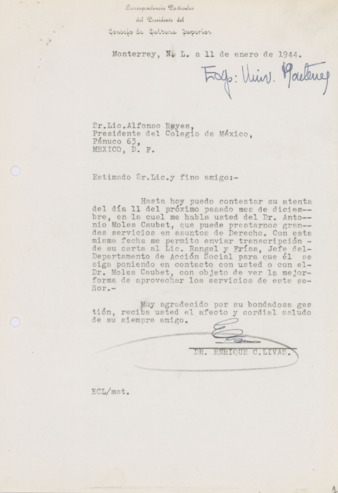 Correspondencia Particular
del Presidente del
Consejo de Cultura Superior
Monterrey, N. L. a 11 de enero de 1944.
Esp: Univ.
Sr.Lic.Alfonso Reyes,
Presidente del Colegio de México,
Pánuco 63,
MEXICO, D. F.
Estimado Sr.Lic.y fino amigo:-
Hasta hoy puedo contestar su atenta
del día 11 del próximo pasado mes de diciem--
bre, en la cual me habla usted del Dr. Anto--
nio Moles Caubet, que puede prestarnos gran-
des servicios en asuntos de Derecho. Con esta
misma fecha me permito enviar transcripción -
de su carta al Lic. Rangel y Frías, Jefe del-
Departamento de Acción Social para que él se
siga poniendo en contacto con usted o con el-
Dr. Moles Caubet, con objeto de ver la mejor-
forma de aprovechar los servicios de este se-
ñor.-
Muy agradecido por su bondadosa ges
tión, reciba usted el afecto y cordial saludo
de su siempre amigo.
DR. ENRIQUE C.LIVAS.
ECL/mst.